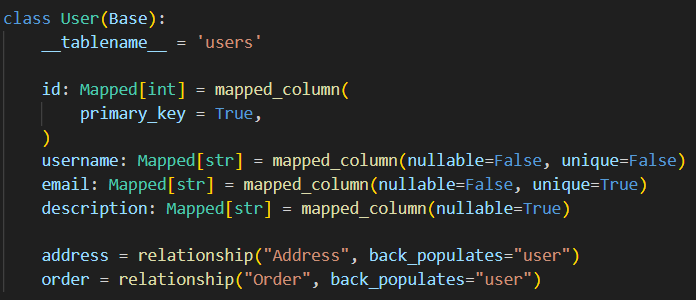 class User(Base):
    __tablename__ = 'users'

    id: Mapped[int] = mapped_column(
        primary_key = True,
    )
    username: Mapped[str] = mapped_column(nullable=False, unique=False)
    email: Mapped[str] = mapped_column(nullable=False, unique=True)
    description: Mapped[str] = mapped_column(nullable=True)

    address = relationship("Address", back_populates="user")
    order = relationship("Order", back_populates="user")